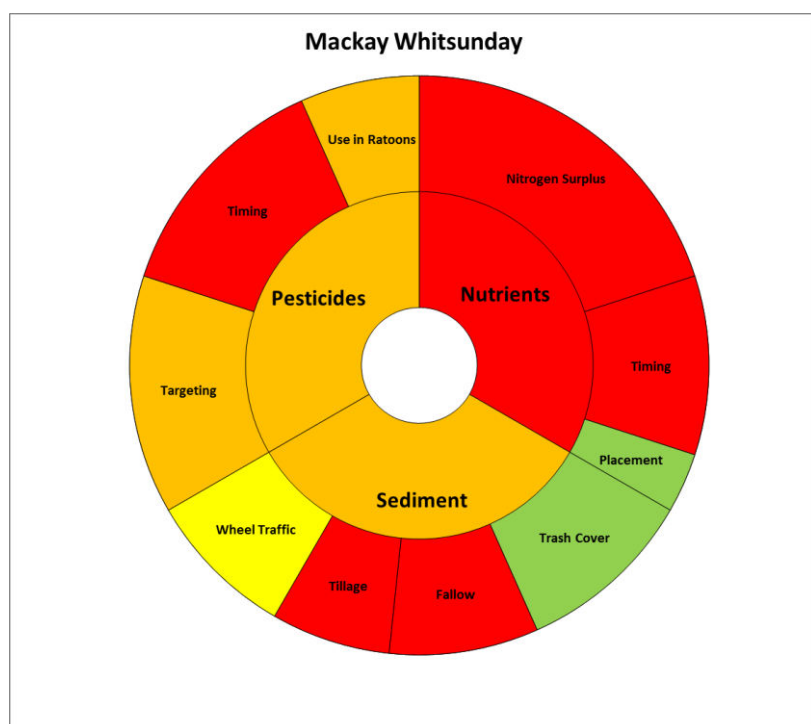 Mackay Whitsunday
Use in Ratoons
Nitrogen Surplus
Timing
Pesticides
Nutrients
Timing
Targeting
Placement
Sediment
Wheel Traffic
Trash Cover
Tillage
Fallow